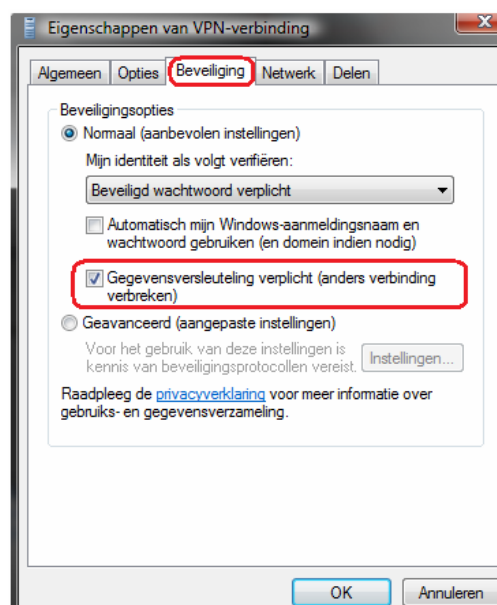 Eigenschappen van VPN-verbinding
Algemeen Opties Beveiliging Netwerk Delen
Beveiligingsopties
Normaal (aanbevolen instellingen)
Mijn identiteit als volgt verifiëren:
Beveiligd wachtwoord verplicht
Automatisch mijn Windows-aanmeldingsnaam en
wachtwoord gebruiken (en domein indien nodig)
Gegevensversleuteling verplicht (anders verbinding
verbreken)
Geavanceerd (aangepaste instellingen)
Voor het gebruik van deze instellingen is
kennis van beveiligingsprotocollen vereist.
Instellingen...
Raadpleeg de privacyverklaring voor meer informatie over
gebruiks- en gegevensverzameling.
OK Annuleren